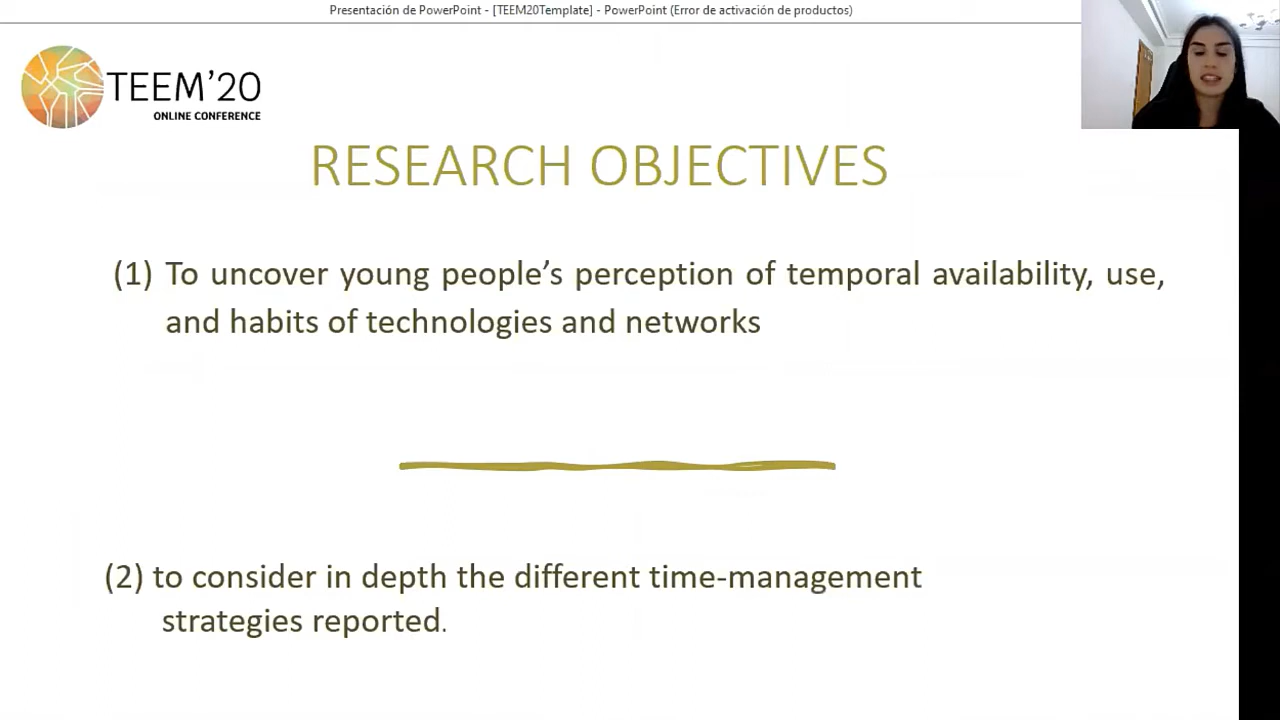 Presentación de PowerPoint - [TEEM20Template] - PowerPoint (Error de activación de productos)
TEEM’20
ONLINE CONFERENCE
RESEARCH OBJECTIVES
(1) To uncover young people’s perception of temporal availability, use,
and habits of technologies and networks
(2) to consider in depth the different time-management
strategies reported.